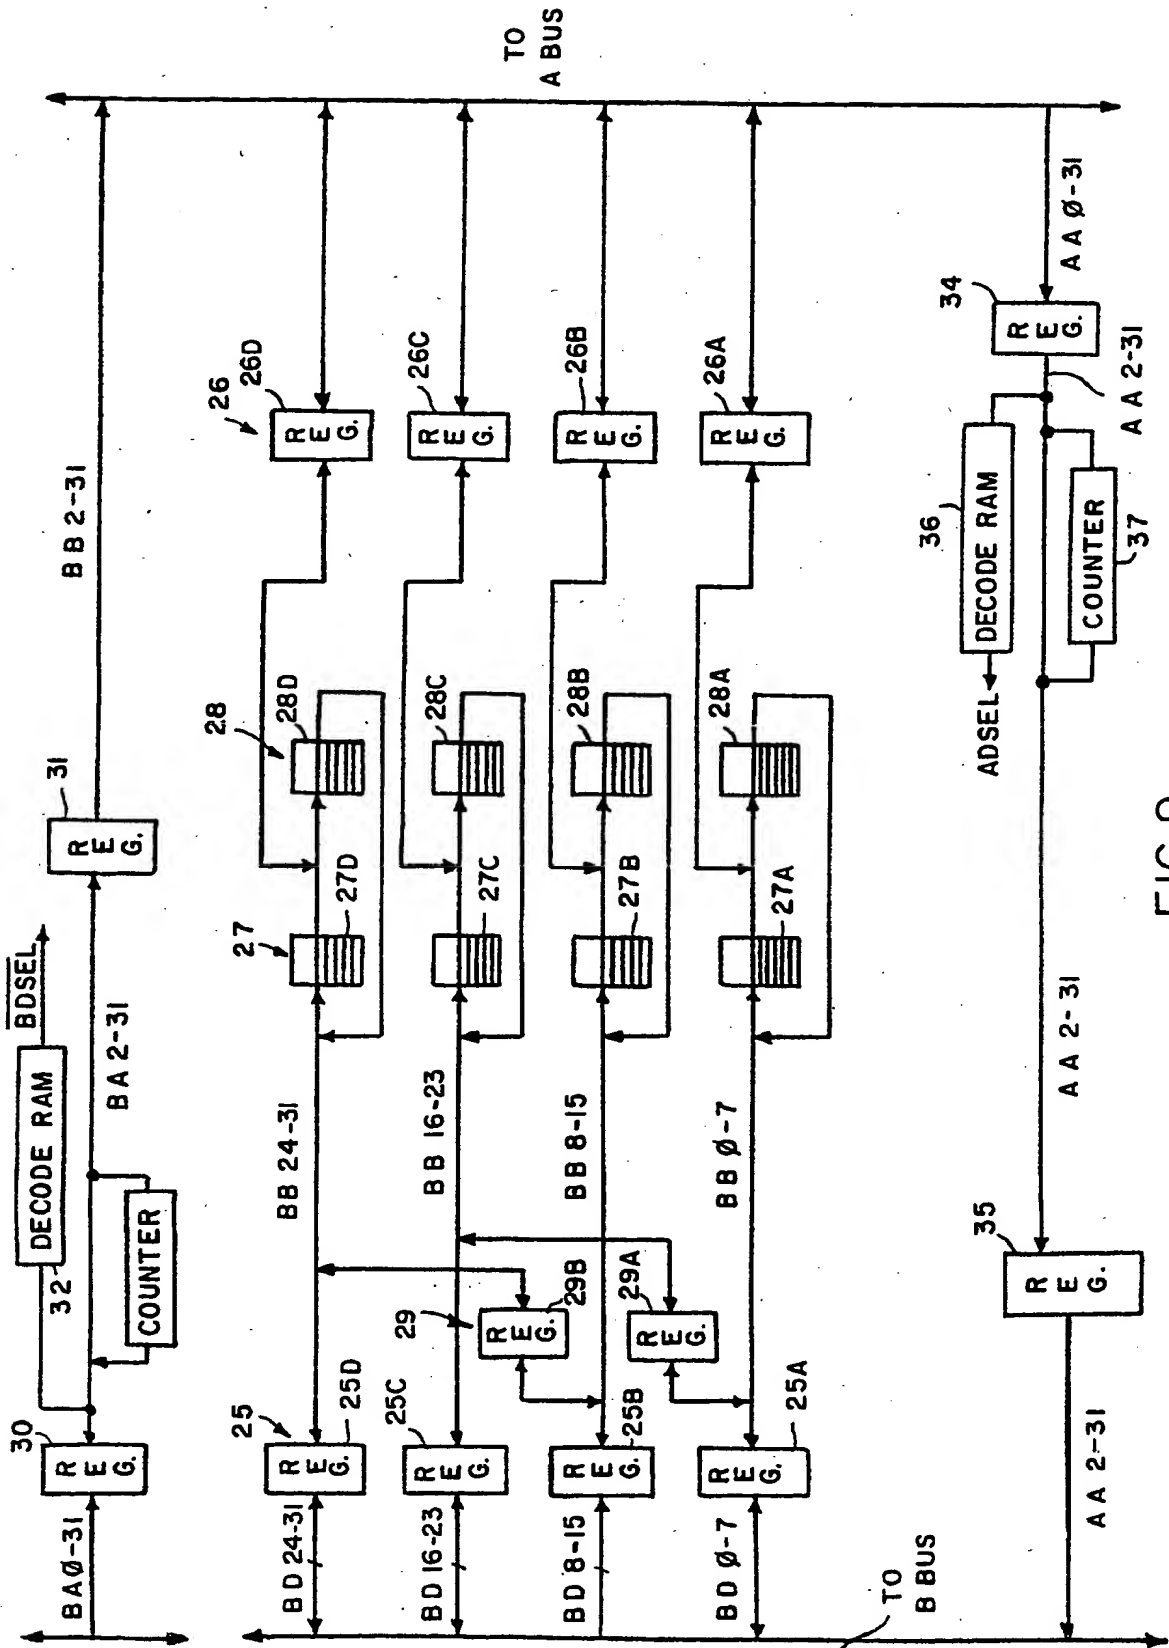 BAØ-31
30
REG.
32
DECODE RAM
BDSEL
COUNTER
BA 2-31
31
REG.
BB 2-31
TO
A BUS
BD 24-31
25
REG.
25D
BB 24-31
27
27D
28
28D
26
26D
REG.
BD 16-23
25C
REG.
BB 16-23
27C
28C
26C
REG.
29
REG.
29B
BD 8-15
REG.
25B
BB 8-15
27B
28B
26B
REG.
29A
REG.
BD Ø-7
REG.
25A
BB Ø-7
27A
28A
26A
REG.
TO
B BUS
ADSEL
36
DECODE RAM
34
REG.
AA Ø-31
AA 2-31
35
REG.
AA 2-31
COUNTER
37
AA 2-31